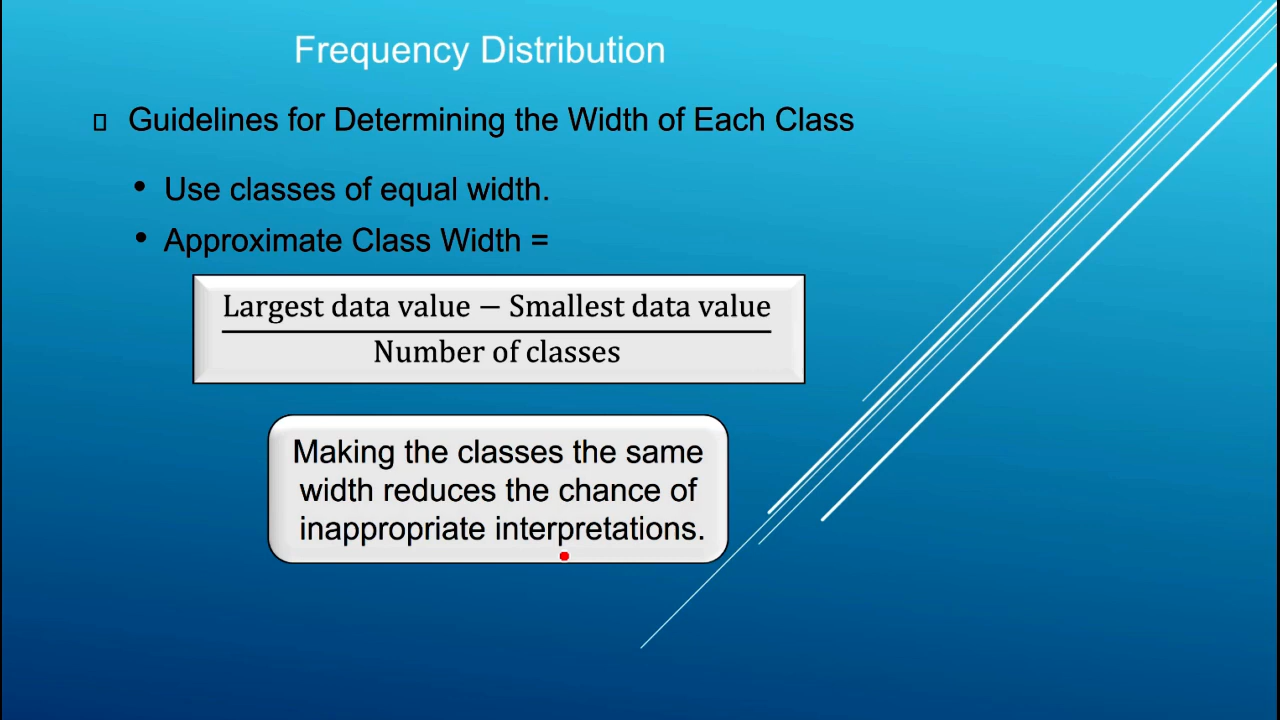 Frequency Distribution
Guidelines for Determining the Width of Each Class
• Use classes of equal width.
• Approximate Class Width =
Largest data value − Smallest data value
Number of classes
Making the classes the same
width reduces the chance of
inappropriate interpretations.